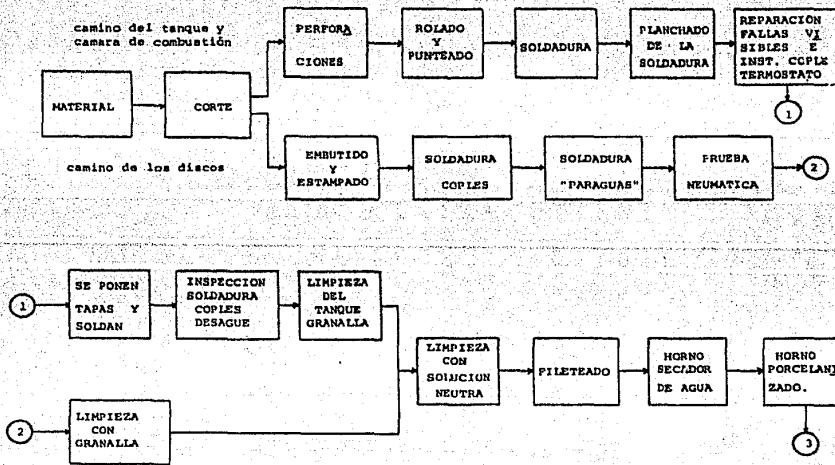 camino del tanque y
camara de combustión
PERFORA
CIONES
ROLADO
Y
PUNTEADO
SOLDADURA
PLANCHADO
DE LA
SOLDADURA
REPARACIÓN
FALLAS VI
SIBLES E
INST. COPLE
TERMOSTATO
MATERIAL
CORTE
1
camino de los discos
EMBUTIDO
Y
ESTAMPADO
SOLDADURA
COPLES
SOLDADURA
"PARAGUAS"
PRUEBA
NEUMATICA
2
1
SE PONEN
TAPAS Y
SOLDAN
INSPECCION
SOLDADURA
COPLES
DESAGUE
LIMPIEZA
DEL
TANQUE
GRANALLA
LIMPIEZA
CON
SOLUCION
NEUTRA
FILETEADO
HORNO
SECADOR
DE AGUA
HORNO
PORCELANI
ZADO.
2
LIMPIEZA
CON
GRANALLA
3